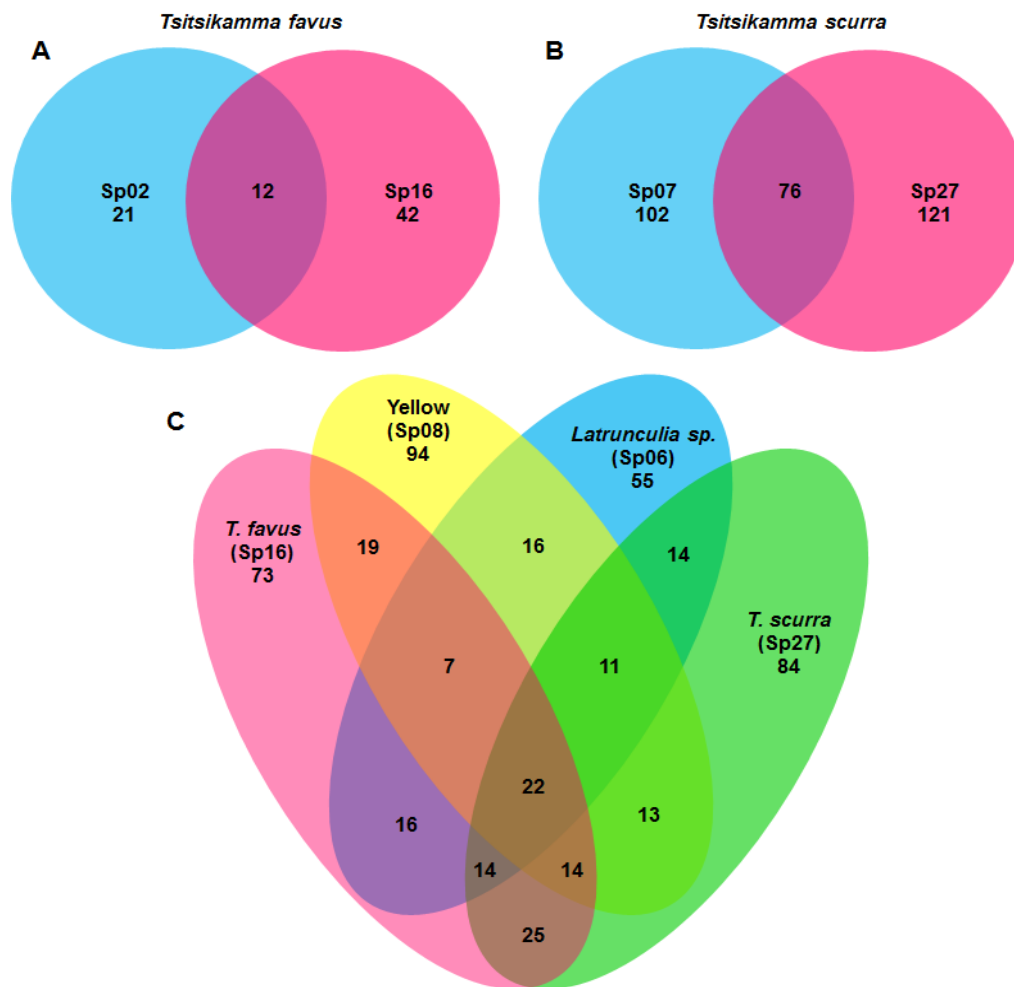 Tsitsikamma favus
Tsitsikamma scurra
A
B
Sp02
21
12
Sp16
42
Sp07
102
76
Sp27
121
C
Yellow
(Sp08)
94
Latrunculia sp.
(Sp06)
55
T. favus
(Sp16)
73
19
16
14
T. scurra
(Sp27)
84
7
11
22
16
13
14
14
25